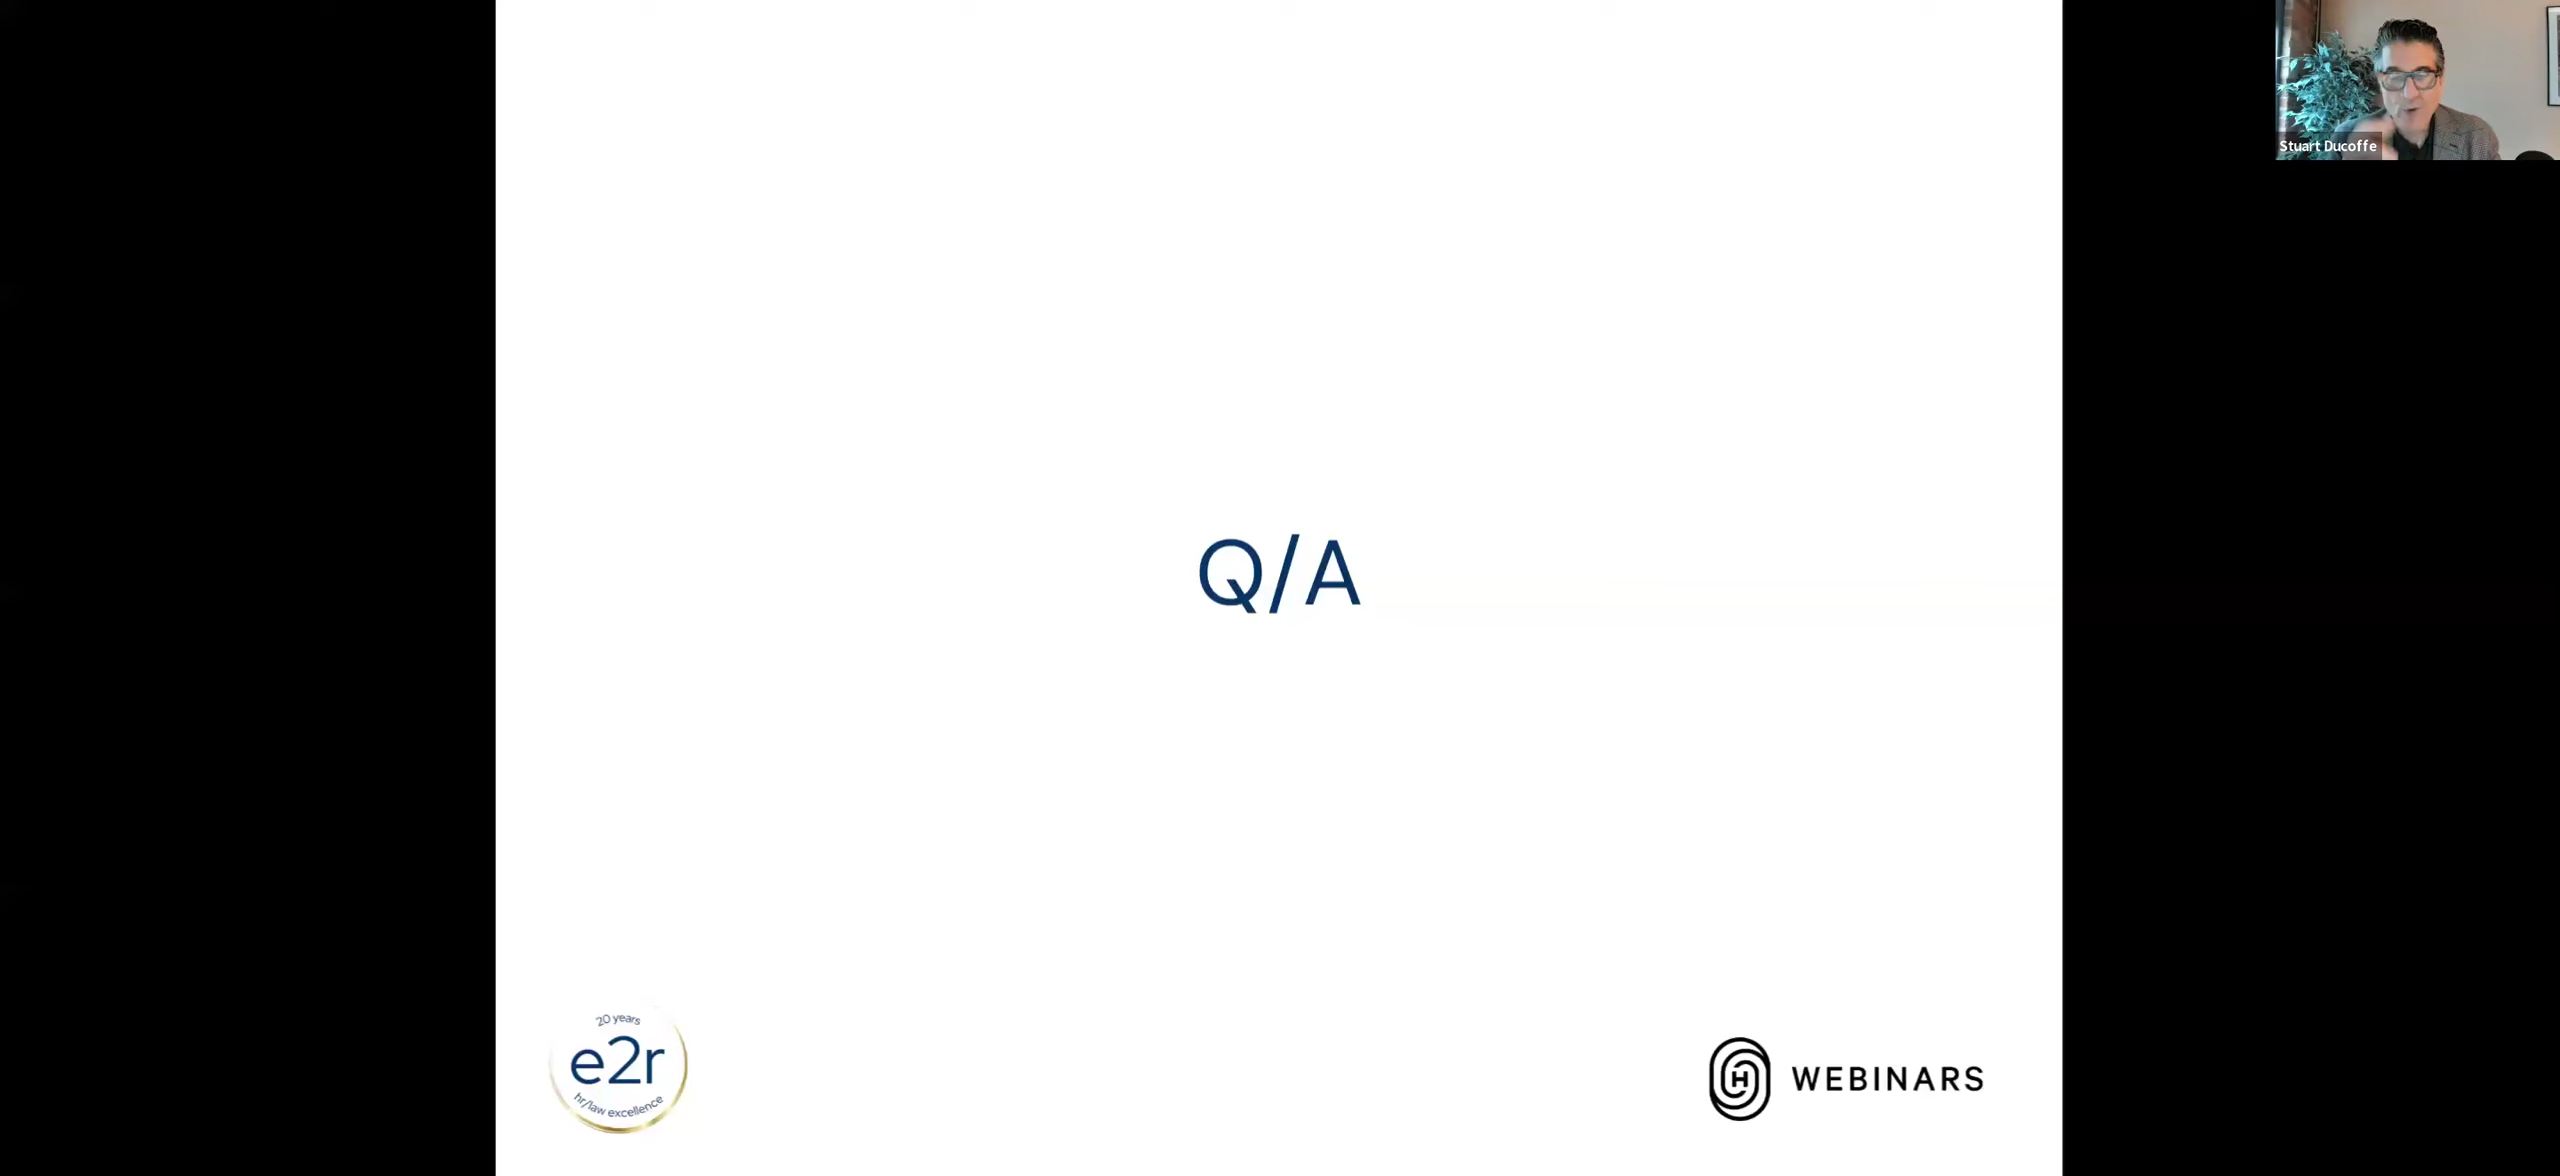 Stuart Ducoffe
Q/A
20 years
e2r
hr/law excellence
H
WEBINARS